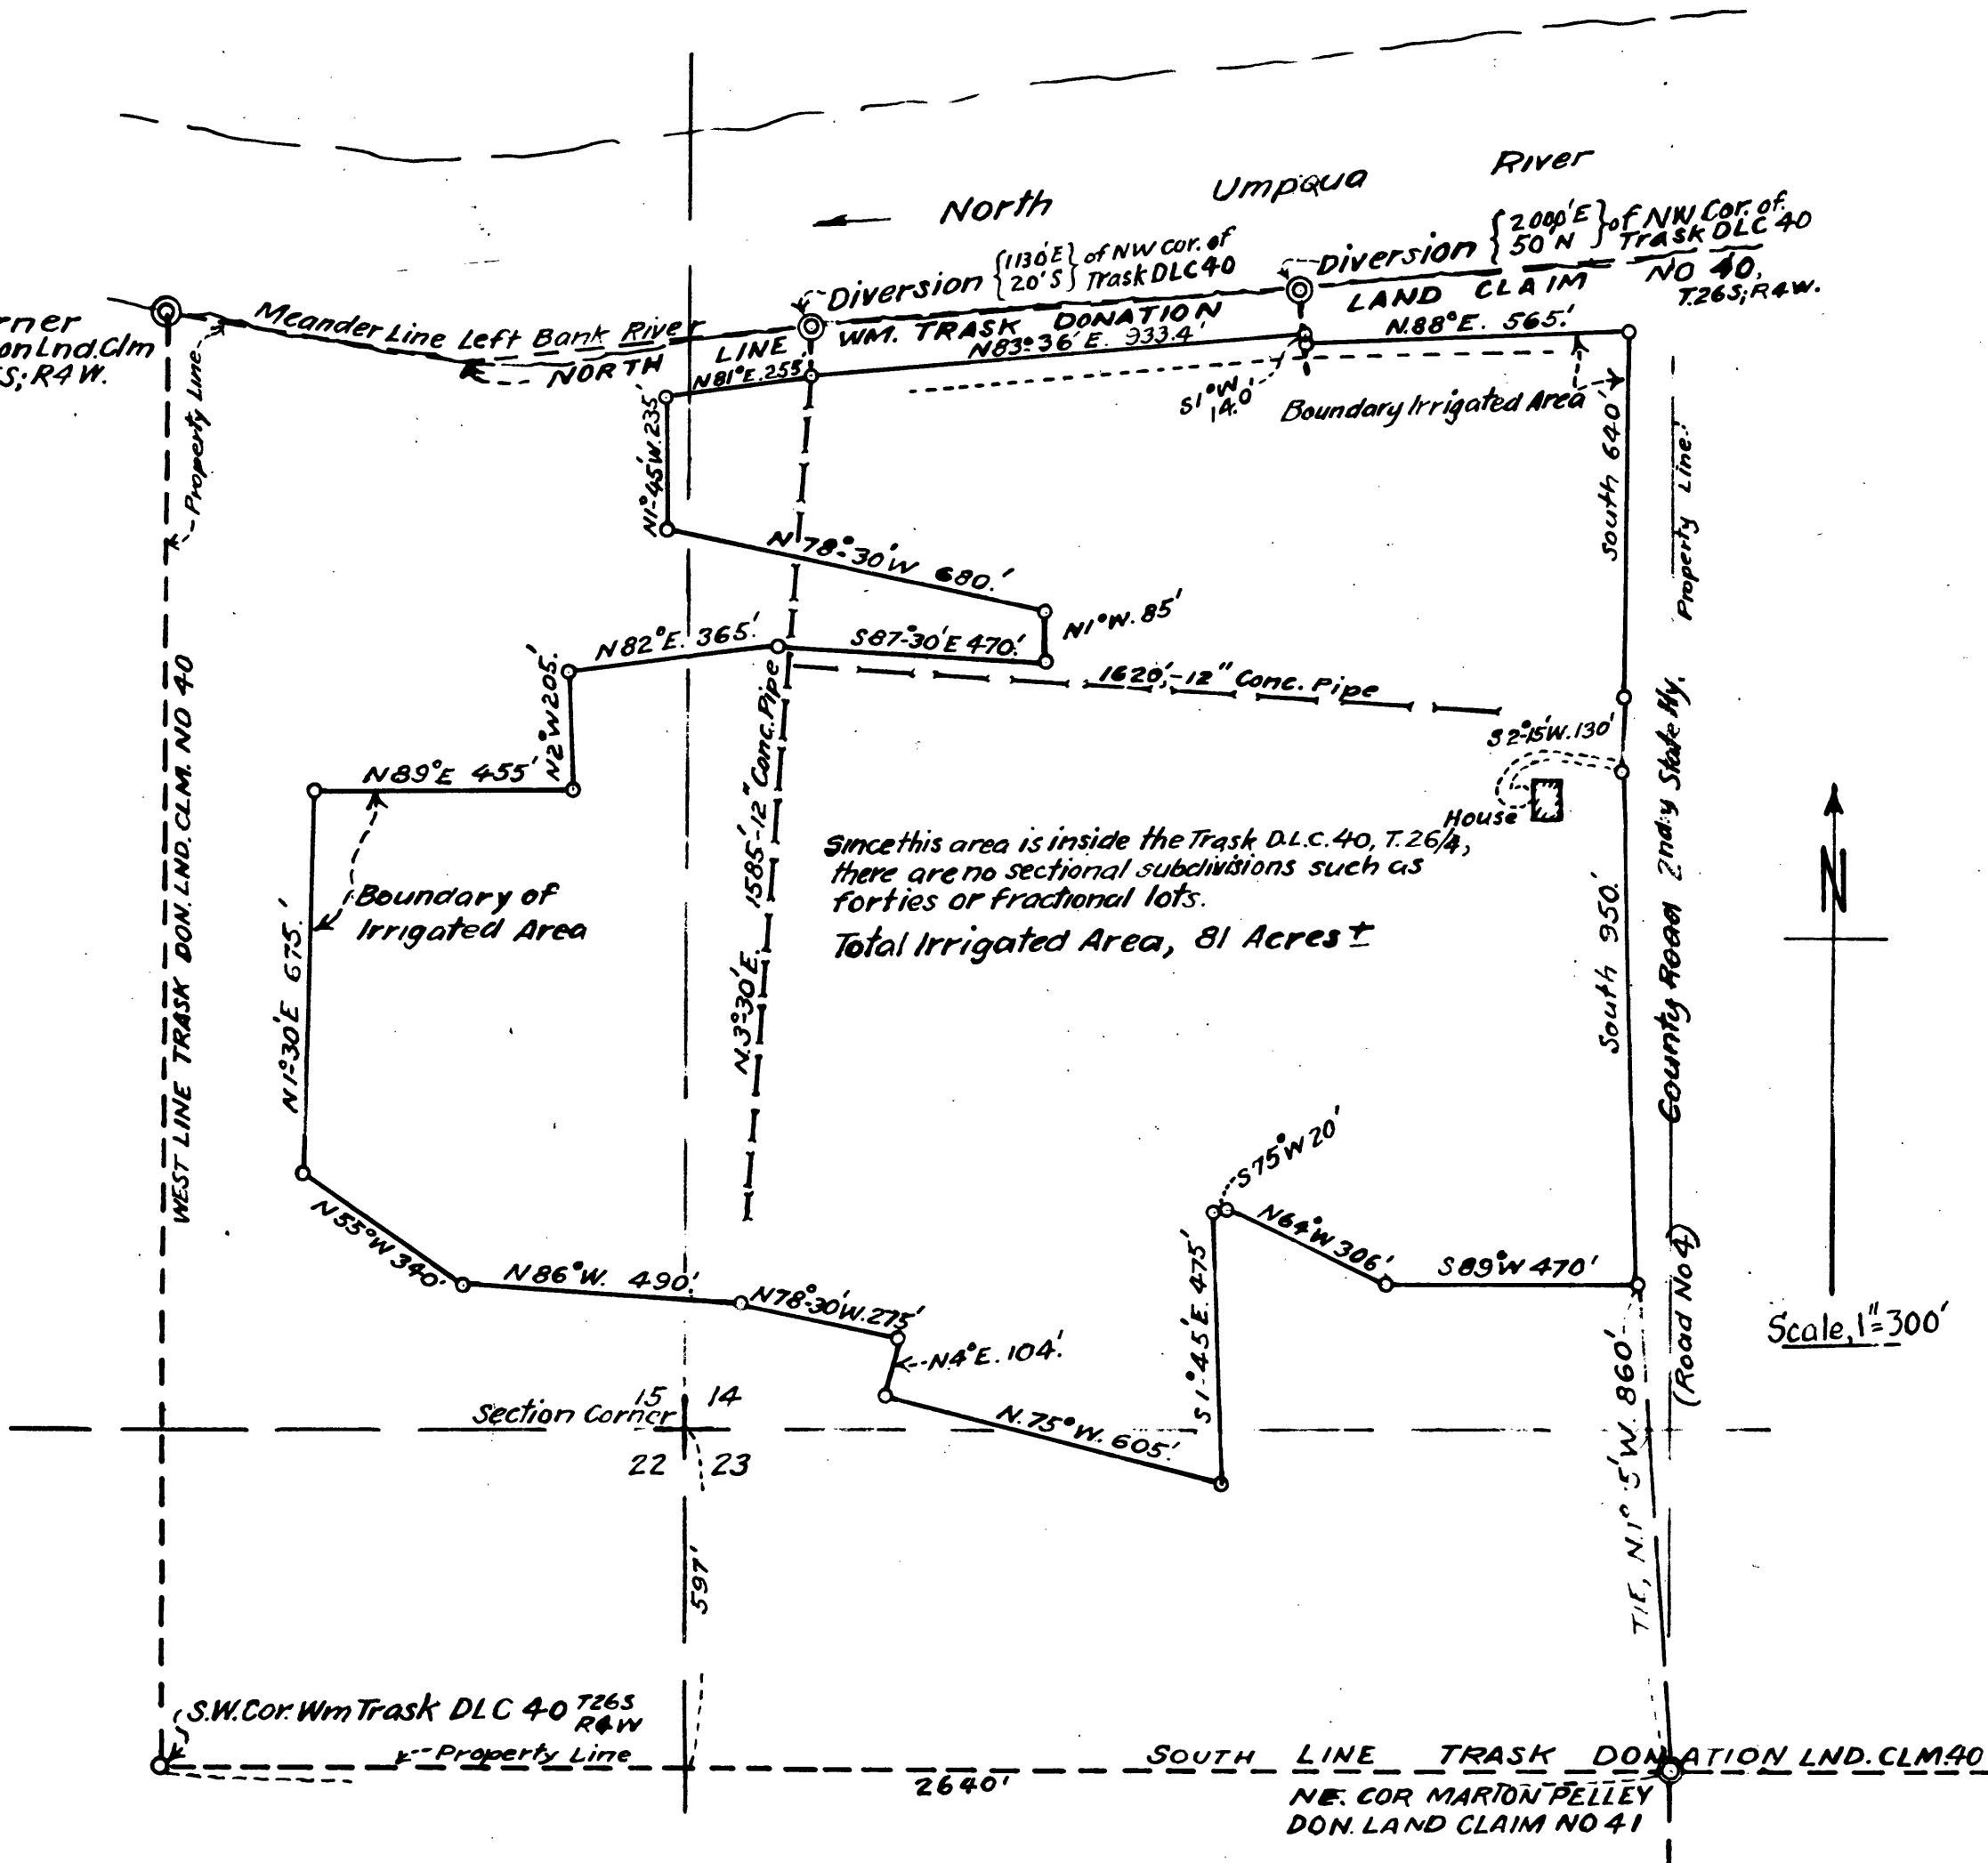 North Umpqua River
Diversion {1130'E 20'S} of NW cor. of Trask DLC 40
Diversion {2000'E 50'N} of NW Cor. of Trask DLC 40
rner
on Lnd. Clm
S; R4W.
Meander Line Left Bank River
NORTH LINE WM. TRASK DONATION LAND CLAIM NO 40,
T.26S; R4W.
N81°E. 255'
N83°-36'E. 933.4'
N.88°E. 565.'
S1°W 14.0'
Boundary Irrigated Area
Property Line
N1°-45'W. 235'
South 640'
Property Line
N 78°-30'W 680.'
N1°W. 85'
N82°E. 365.'
S87°-30'E 470.'
1620,'-12" Conc. Pipe
N2°W 205.'
S2°-15'W. 130'
N89°E 455'
House
WEST LINE TRASK DON. LND. CLM. NO 40
N.3°-30'E. 1585'-12" Conc. Pipe
Since this area is inside the Trask D.L.C. 40, T.26/4,
there are no sectional subdivisions such as
forties or fractional lots.
Total Irrigated Area, 81 Acres ±
Boundary of
Irrigated Area
N1°-30'E 675.'
South 950.'
County Road 2ndy State Hy.
(Road No 4)
N
Scale, 1"=300'
S75°W 20'
N64°W 306'
S89°W 470'
N55°W 340.'
N86°W. 490.'
N78°-30'W. 275'
N4°E. 104.'
S1°-45'E. 475'
N.75°W. 605.'
15 14
Section Corner
22 23
597'
TIE, N.1° 5'W. 860'
S.W. Cor. Wm Trask DLC 40 T26S
R4W
Property Line
2640'
SOUTH LINE TRASK DONATION LND. CLM 40
NE. COR MARTON PELLEY
DON. LAND CLAIM NO 41